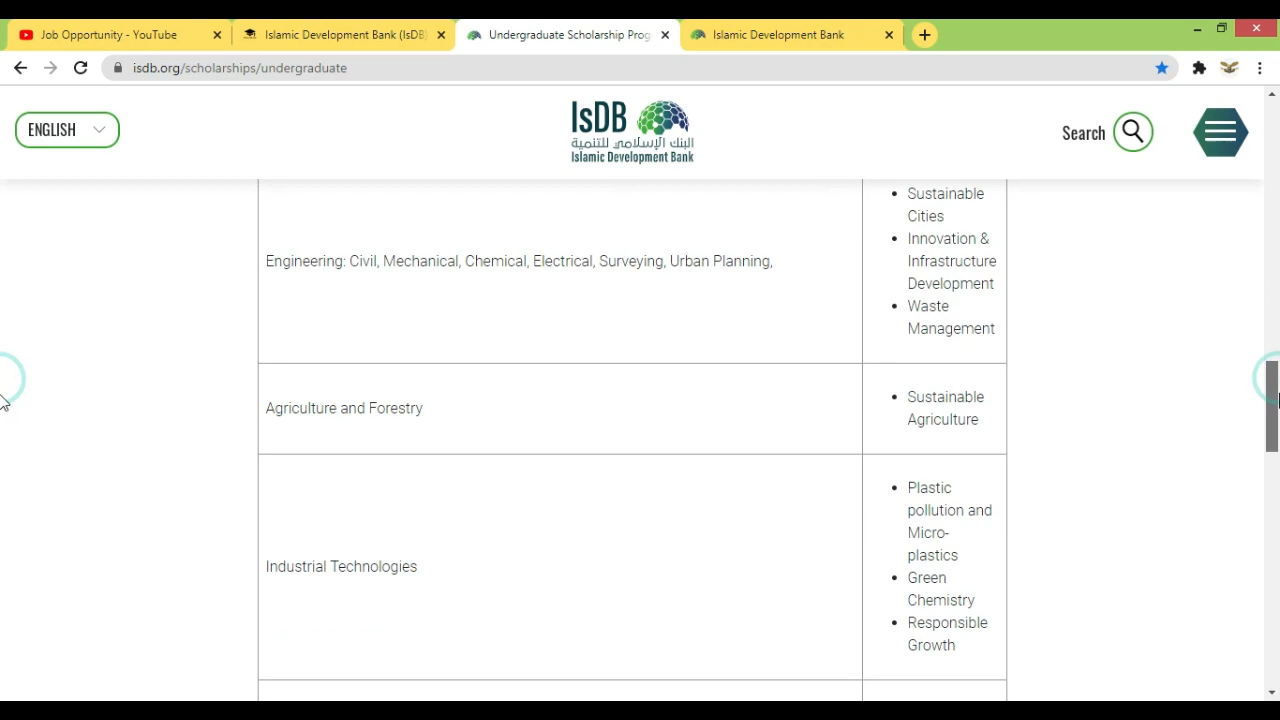 Job Opportunity - YouTube
Islamic Development Bank (IsDB)
Undergraduate Scholarship Prog
Islamic Development Bank
isdb.org/scholarships/undergraduate
ENGLISH
IsDB
البنك الإسلامي للتنمية
Islamic Development Bank
Search
Engineering: Civil, Mechanical, Chemical, Electrical, Surveying, Urban Planning,
• Sustainable
Cities
• Innovation &
Infrastructure
Development
• Waste
Management
Agriculture and Forestry
• Sustainable
Agriculture
Industrial Technologies
• Plastic
pollution and
Micro-
plastics
• Green
Chemistry
• Responsible
Growth